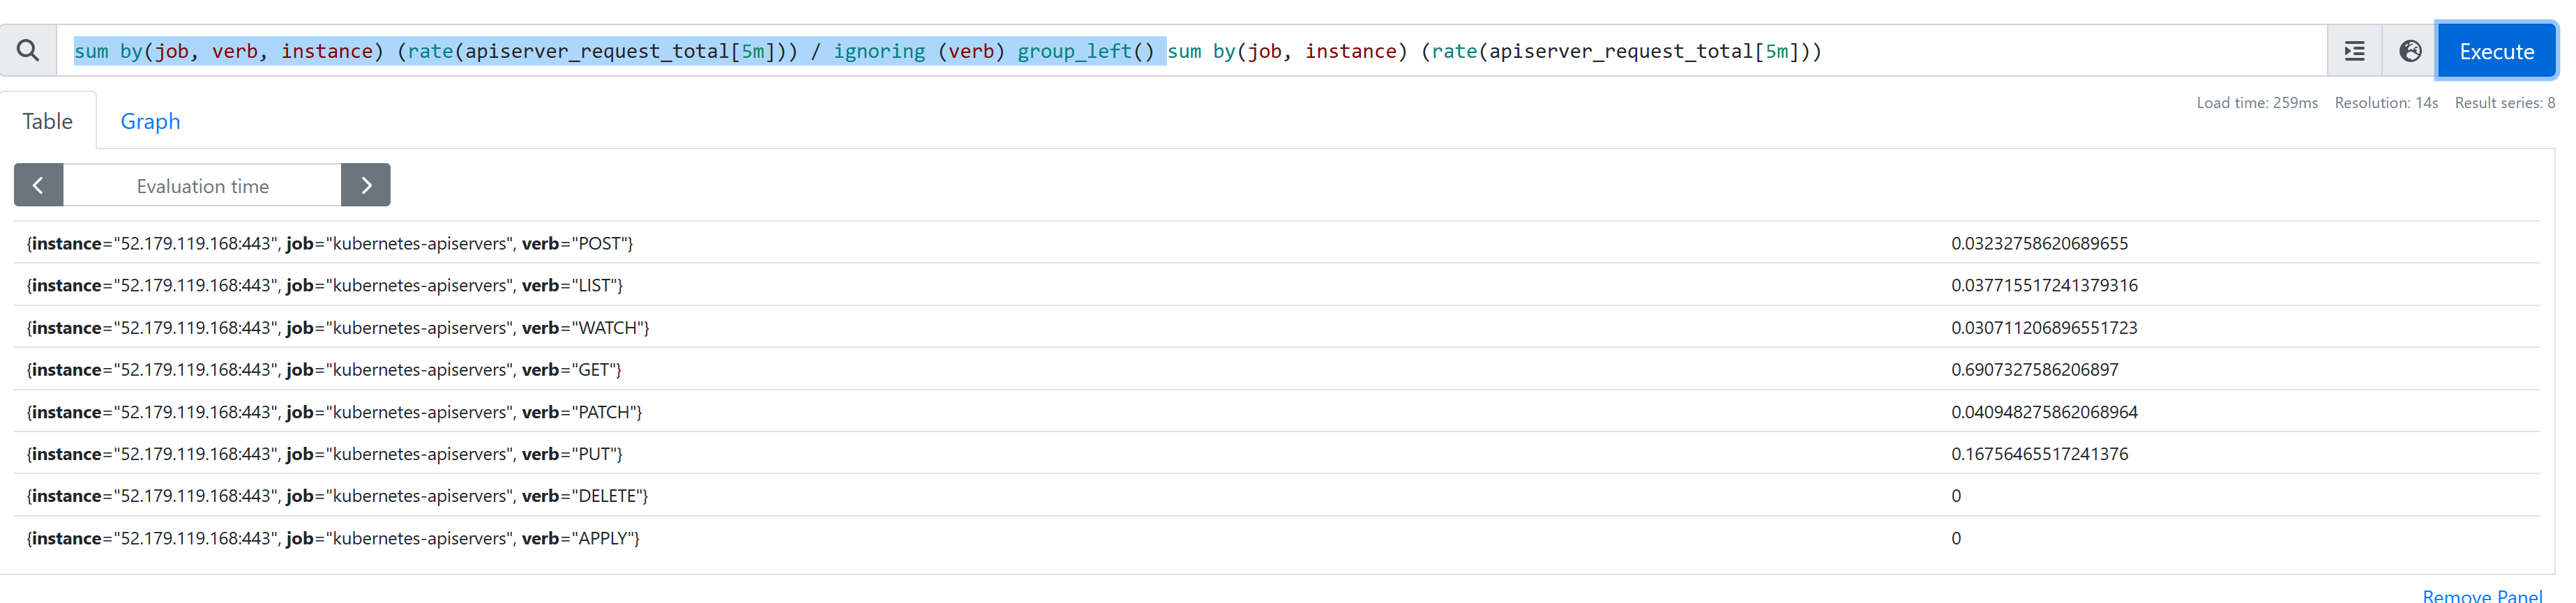 sum by(job, verb, instance) (rate(apiserver_request_total[5m])) / ignoring (verb) group_left() sum by(job, instance) (rate(apiserver_request_total[5m]))
Execute
Load time: 259ms Resolution: 14s Result series: 8
Table Graph
Evaluation time
{instance="52.179.119.168:443", job="kubernetes-apiservers", verb="POST"} 0.03232758620689655
{instance="52.179.119.168:443", job="kubernetes-apiservers", verb="LIST"} 0.037715517241379316
{instance="52.179.119.168:443", job="kubernetes-apiservers", verb="WATCH"} 0.030711206896551723
{instance="52.179.119.168:443", job="kubernetes-apiservers", verb="GET"} 0.6907327586206897
{instance="52.179.119.168:443", job="kubernetes-apiservers", verb="PATCH"} 0.040948275862068964
{instance="52.179.119.168:443", job="kubernetes-apiservers", verb="PUT"} 0.16756465517241376
{instance="52.179.119.168:443", job="kubernetes-apiservers", verb="DELETE"} 0
{instance="52.179.119.168:443", job="kubernetes-apiservers", verb="APPLY"} 0
Remove Panel